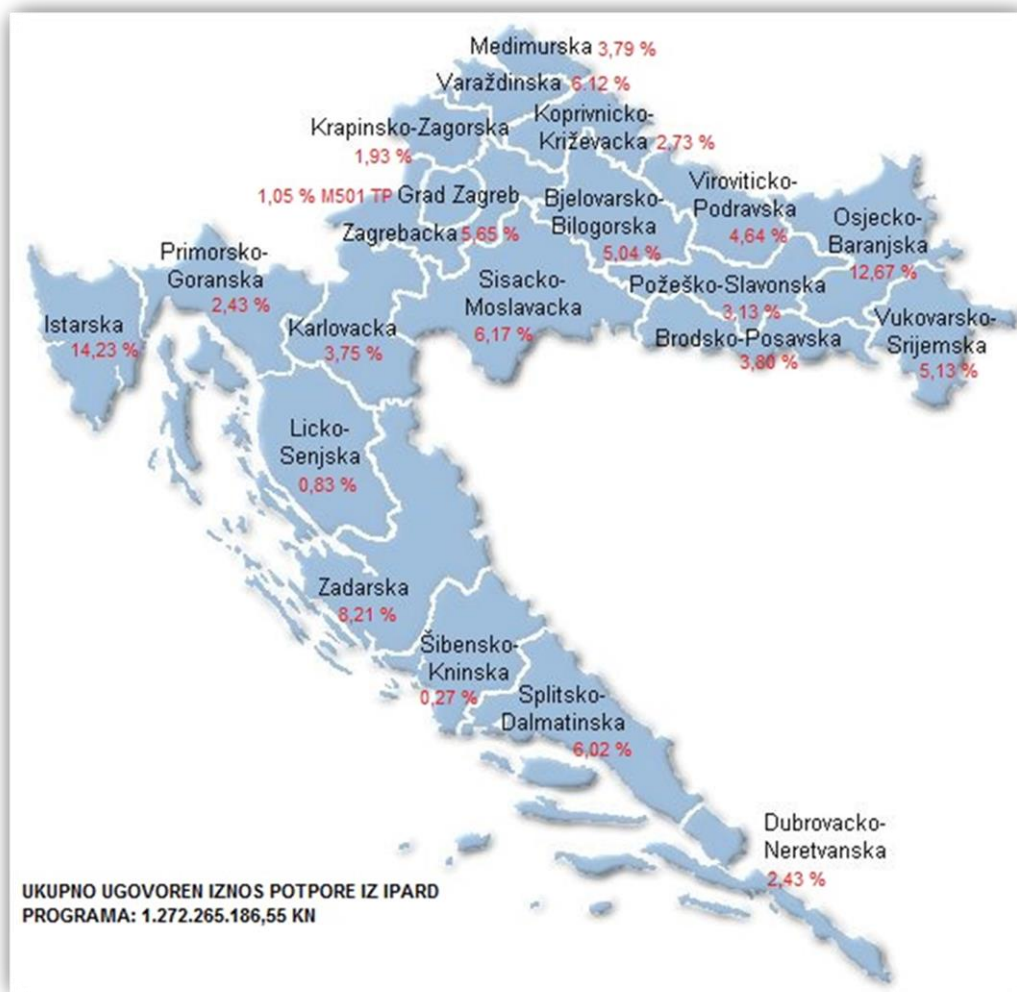 Medimurska 3,79 %
Varaždinska 6.12 %
Koprivnicko-
Križevacka 2,73 %
Krapinsko-Zagorska
1,93 %
1,05 % M501 TP Grad Zagreb
Zagrebacka 5,65 %
Bjelovarsko-
Bilogorska
5,04 %
Viroviticko-
Podravska
4,64 %
Osjecko-
Baranjska
12,67 %
Primorsko-
Goranska
2,43 %
Istarska
14,23 %
Karlovacka
3,75 %
Sisacko-
Moslavacka
6,17 %
Požeško-Slavonska
3,13 %
Brodsko-Posavska
3,80 %
Vukovarsko-
Srijemska
5,13 %
Licko-
Senjska
0,83 %
Zadarska
8,21 %
Šibensko-
Kninska
0,27 %
Splitsko-
Dalmatinska
6,02 %
Dubrovacko-
Neretvanska
2,43 %
UKUPNO UGOVOREN IZNOS POTPORE IZ IPARD
PROGRAMA: 1.272.265.186,55 KN